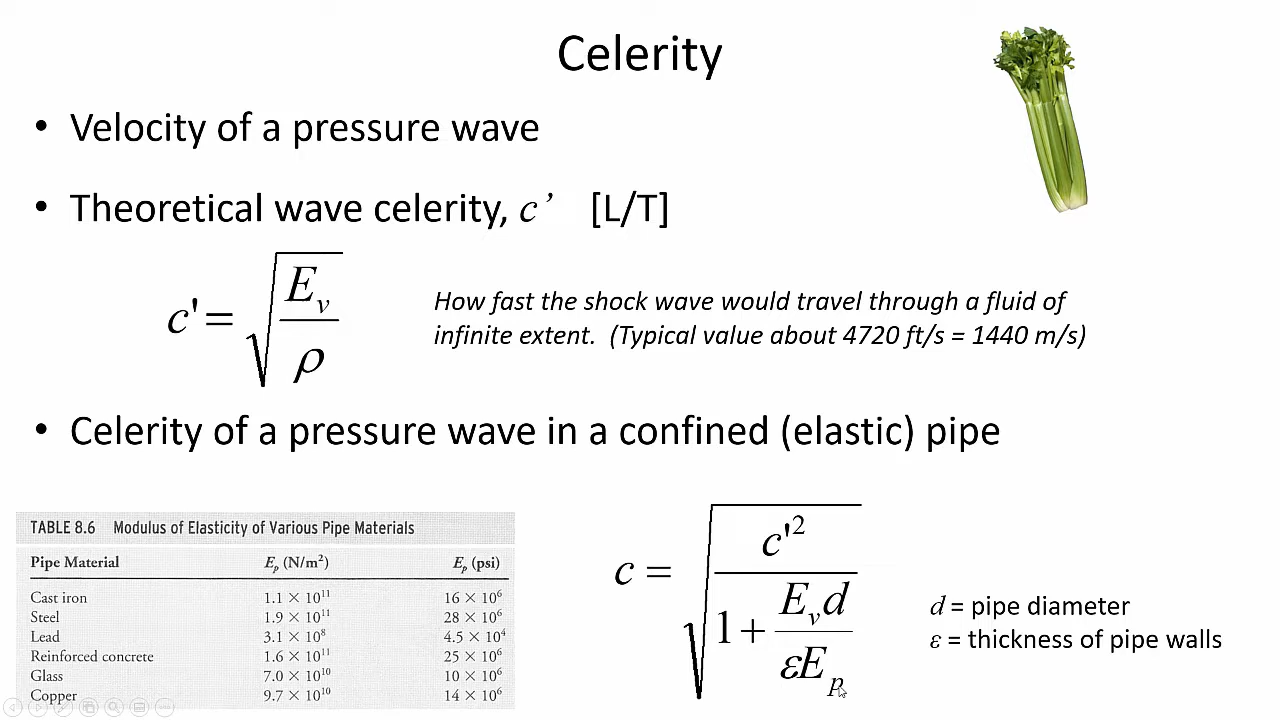 Celerity
• Velocity of a pressure wave
• Theoretical wave celerity, c’ [L/T]
c' = √(E_v / ρ)
How fast the shock wave would travel through a fluid of
infinite extent. (Typical value about 4720 ft/s = 1440 m/s)
• Celerity of a pressure wave in a confined (elastic) pipe
TABLE 8.6 Modulus of Elasticity of Various Pipe Materials
Pipe Material E_p (N/m²) E_p (psi)
Cast iron 1.1 × 10¹¹ 16 × 10⁶
Steel 1.9 × 10¹¹ 28 × 10⁶
Lead 3.1 × 10⁸ 4.5 × 10⁴
Reinforced concrete 1.6 × 10¹¹ 25 × 10⁶
Glass 7.0 × 10¹⁰ 10 × 10⁶
Copper 9.7 × 10¹⁰ 14 × 10⁶
c = √(c'² / (1 + E_v d / εE_p))
d = pipe diameter
ε = thickness of pipe walls